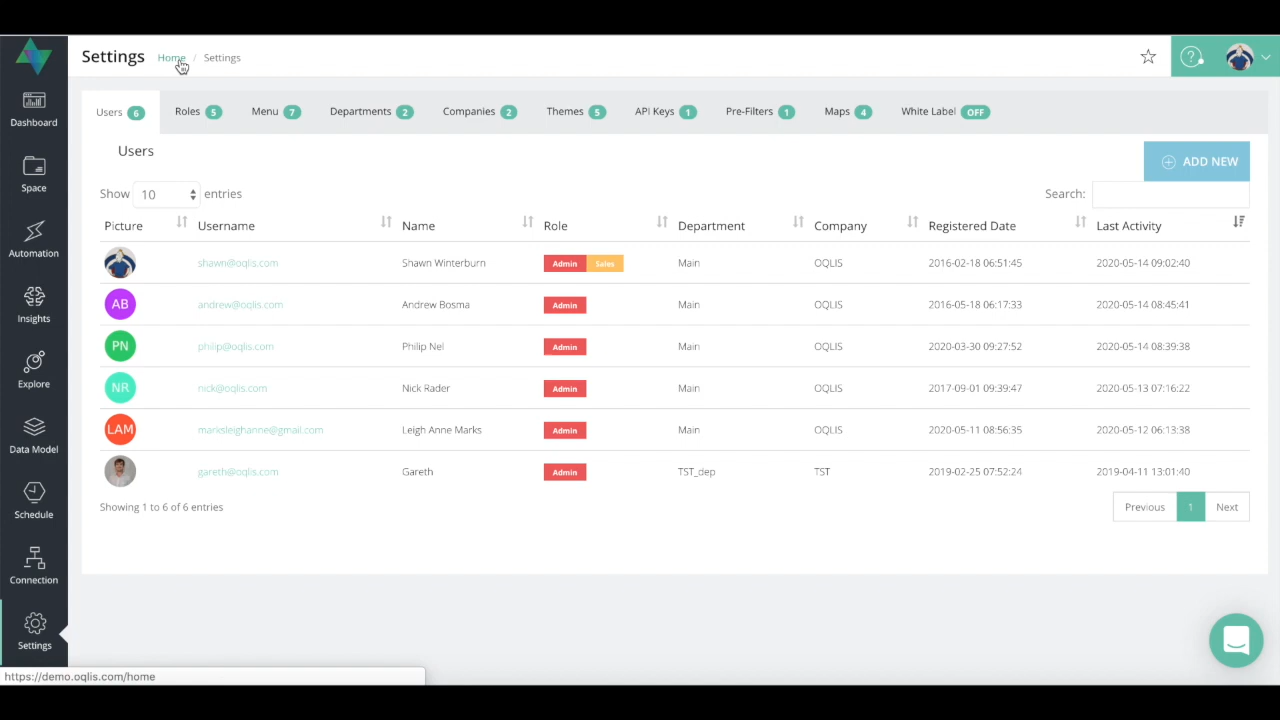 Settings Home / Settings
Dashboard
Space
Automation
Insights
Explore
Data Model
Schedule
Connection
Settings
Users 6 Roles 5 Menu 7 Departments 2 Companies 2 Themes 5 API Keys 1 Pre-Filters 1 Maps 4 White Label OFF
Users
ADD NEW
Show 10 entries Search:
Picture Username Name Role Department Company Registered Date Last Activity
shawn@oqlis.com Shawn Winterburn Admin Sales Main OQLIS 2016-02-18 06:51:45 2020-05-14 09:02:40
AB andrew@oqlis.com Andrew Bosma Admin Main OQLIS 2016-05-18 06:17:33 2020-05-14 08:45:41
PN philip@oqlis.com Philip Nel Admin Main OQLIS 2020-03-30 09:27:52 2020-05-14 08:39:38
NR nick@oqlis.com Nick Rader Admin Main OQLIS 2017-09-01 09:39:47 2020-05-13 07:16:22
LAM marksleighanne@gmail.com Leigh Anne Marks Admin Main OQLIS 2020-05-11 08:56:35 2020-05-12 06:13:38
gareth@oqlis.com Gareth Admin TST_dep TST 2019-02-25 07:52:24 2019-04-11 13:01:40
Showing 1 to 6 of 6 entries Previous 1 Next
https://demo.oqlis.com/home